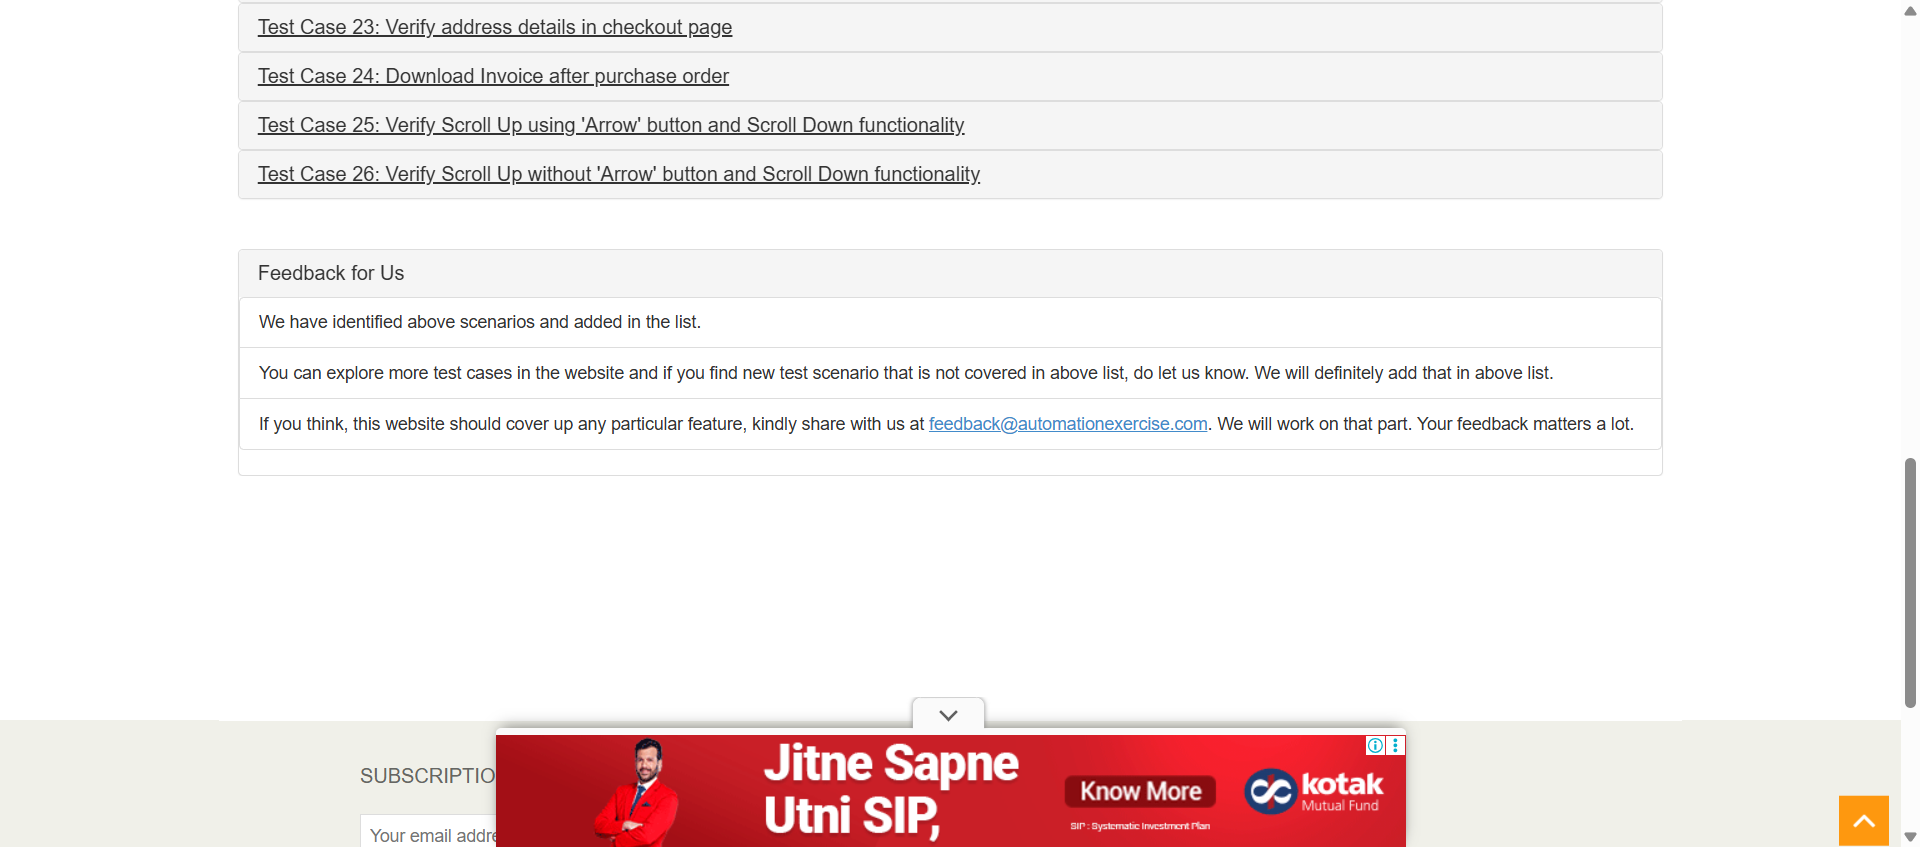 Test Case 23: Verify address details in checkout page
Test Case 24: Download Invoice after purchase order
Test Case 25: Verify Scroll Up using 'Arrow' button and Scroll Down functionality
Test Case 26: Verify Scroll Up without 'Arrow' button and Scroll Down functionality
Feedback for Us
We have identified above scenarios and added in the list.
You can explore more test cases in the website and if you find new test scenario that is not covered in above list, do let us know. We will definitely add that in above list.
If you think, this website should cover up any particular feature, kindly share with us at feedback@automationexercise.com. We will work on that part. Your feedback matters a lot.
SUBSCRIPTIO
Your email addre
Jitne Sapne
Utni SIP,
Know More
SIP : Systematic Investment Plan
kotak
Mutual Fund